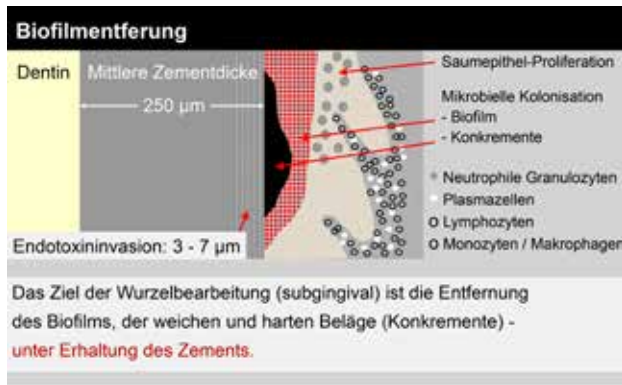 Biofilmentferung
Dentin
Mittlere Zementdicke
250 µm
Endotoxininvasion: 3 - 7 µm
Saumepithel-Proliferation
Mikrobielle Kolonisation
- Biofilm
- Konkremente
Neutrophile Granulozyten
Plasmazellen
Lymphozyten
Monozyten / Makrophagen
Das Ziel der Wurzelbearbeitung (subgingival) ist die Entfernung
des Biofilms, der weichen und harten Beläge (Konkremente) -
unter Erhaltung des Zements.